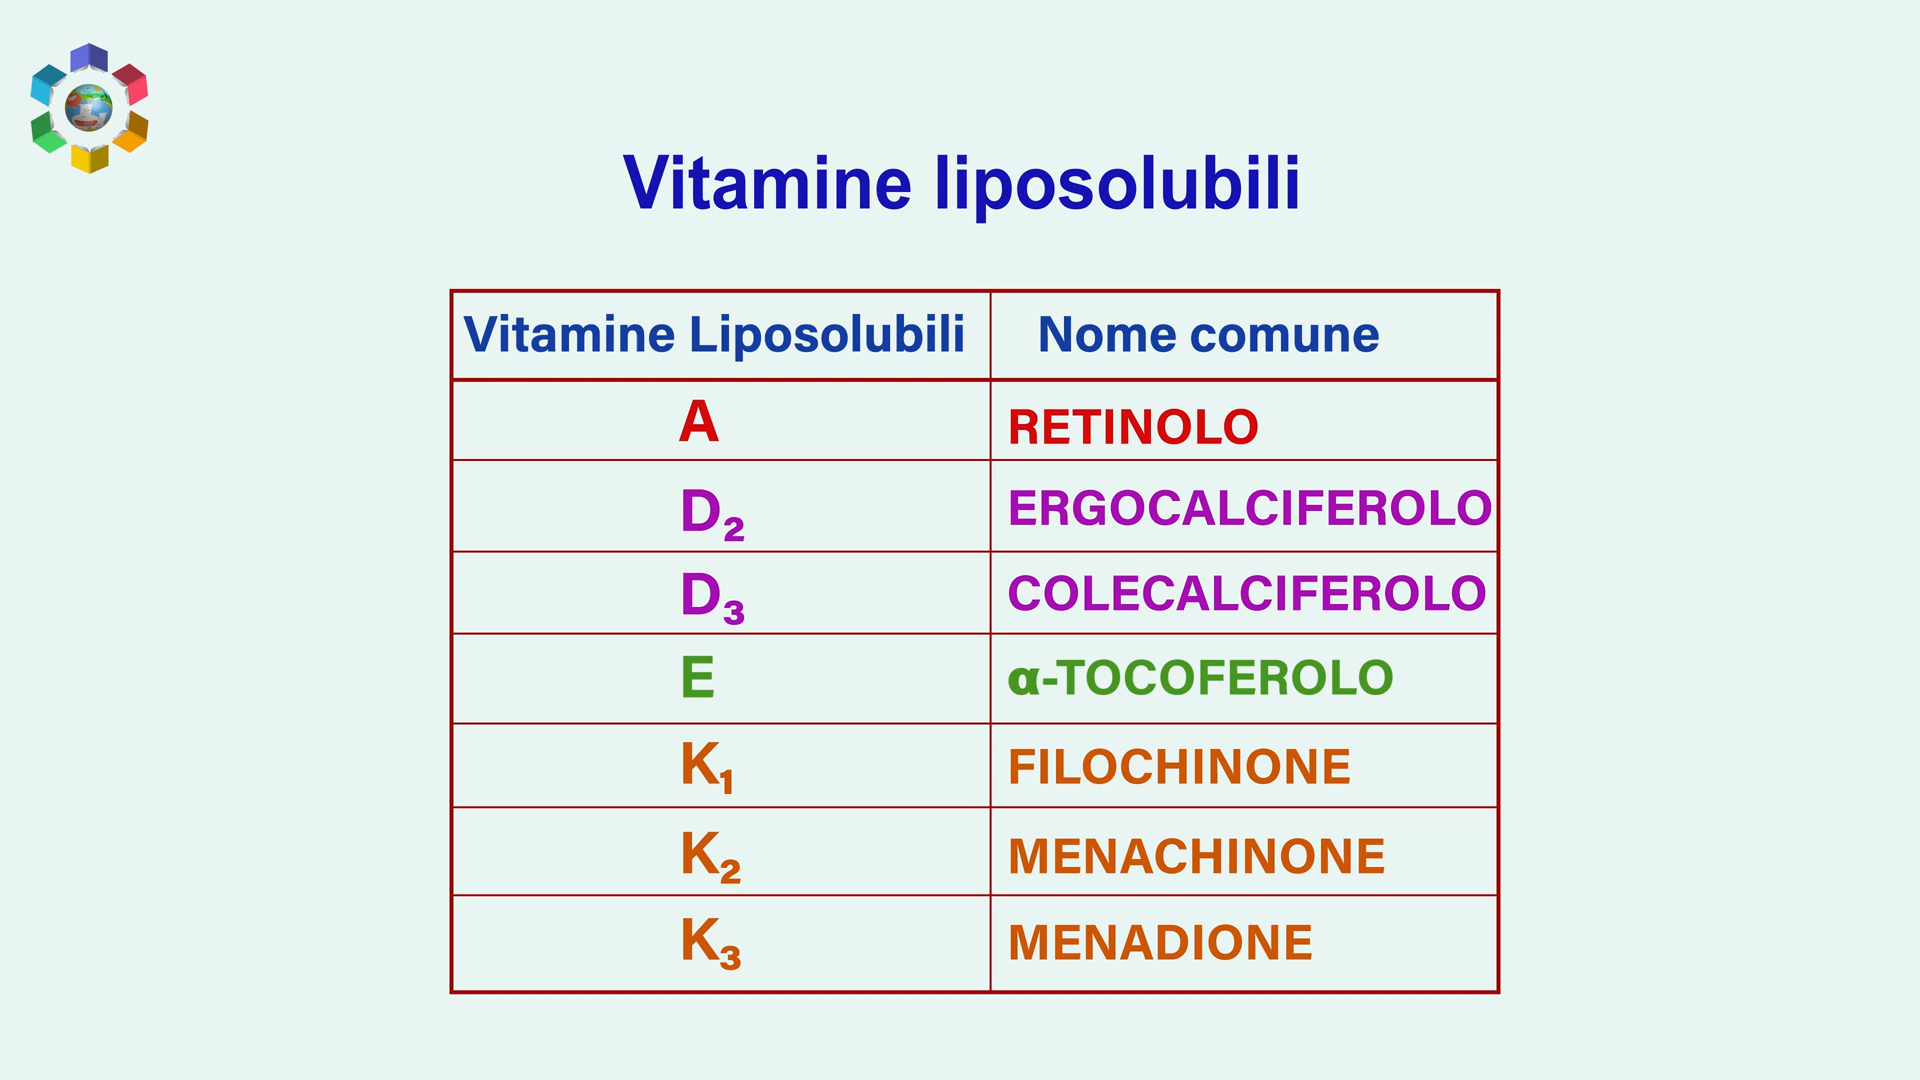 Vitamine liposolubili
Vitamine Liposolubili Nome comune
A RETINOLO
D₂ ERGOCALCIFEROLO
D₃ COLECALCIFEROLO
E α-TOCOFEROLO
K₁ FILOCHINONE
K₂ MENACHINONE
K₃ MENADIONE